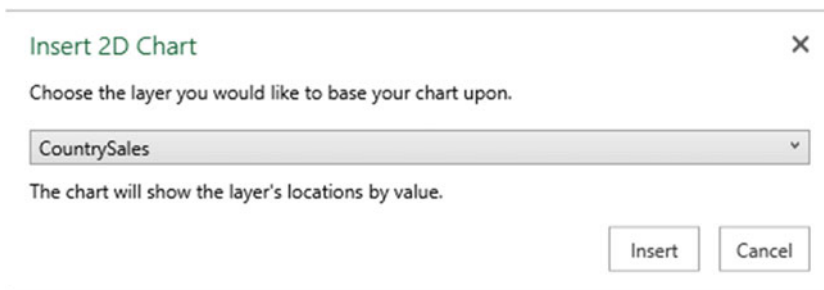 Insert 2D Chart
Choose the layer you would like to base your chart upon.
CountrySales
The chart will show the layer's locations by value.
Insert Cancel